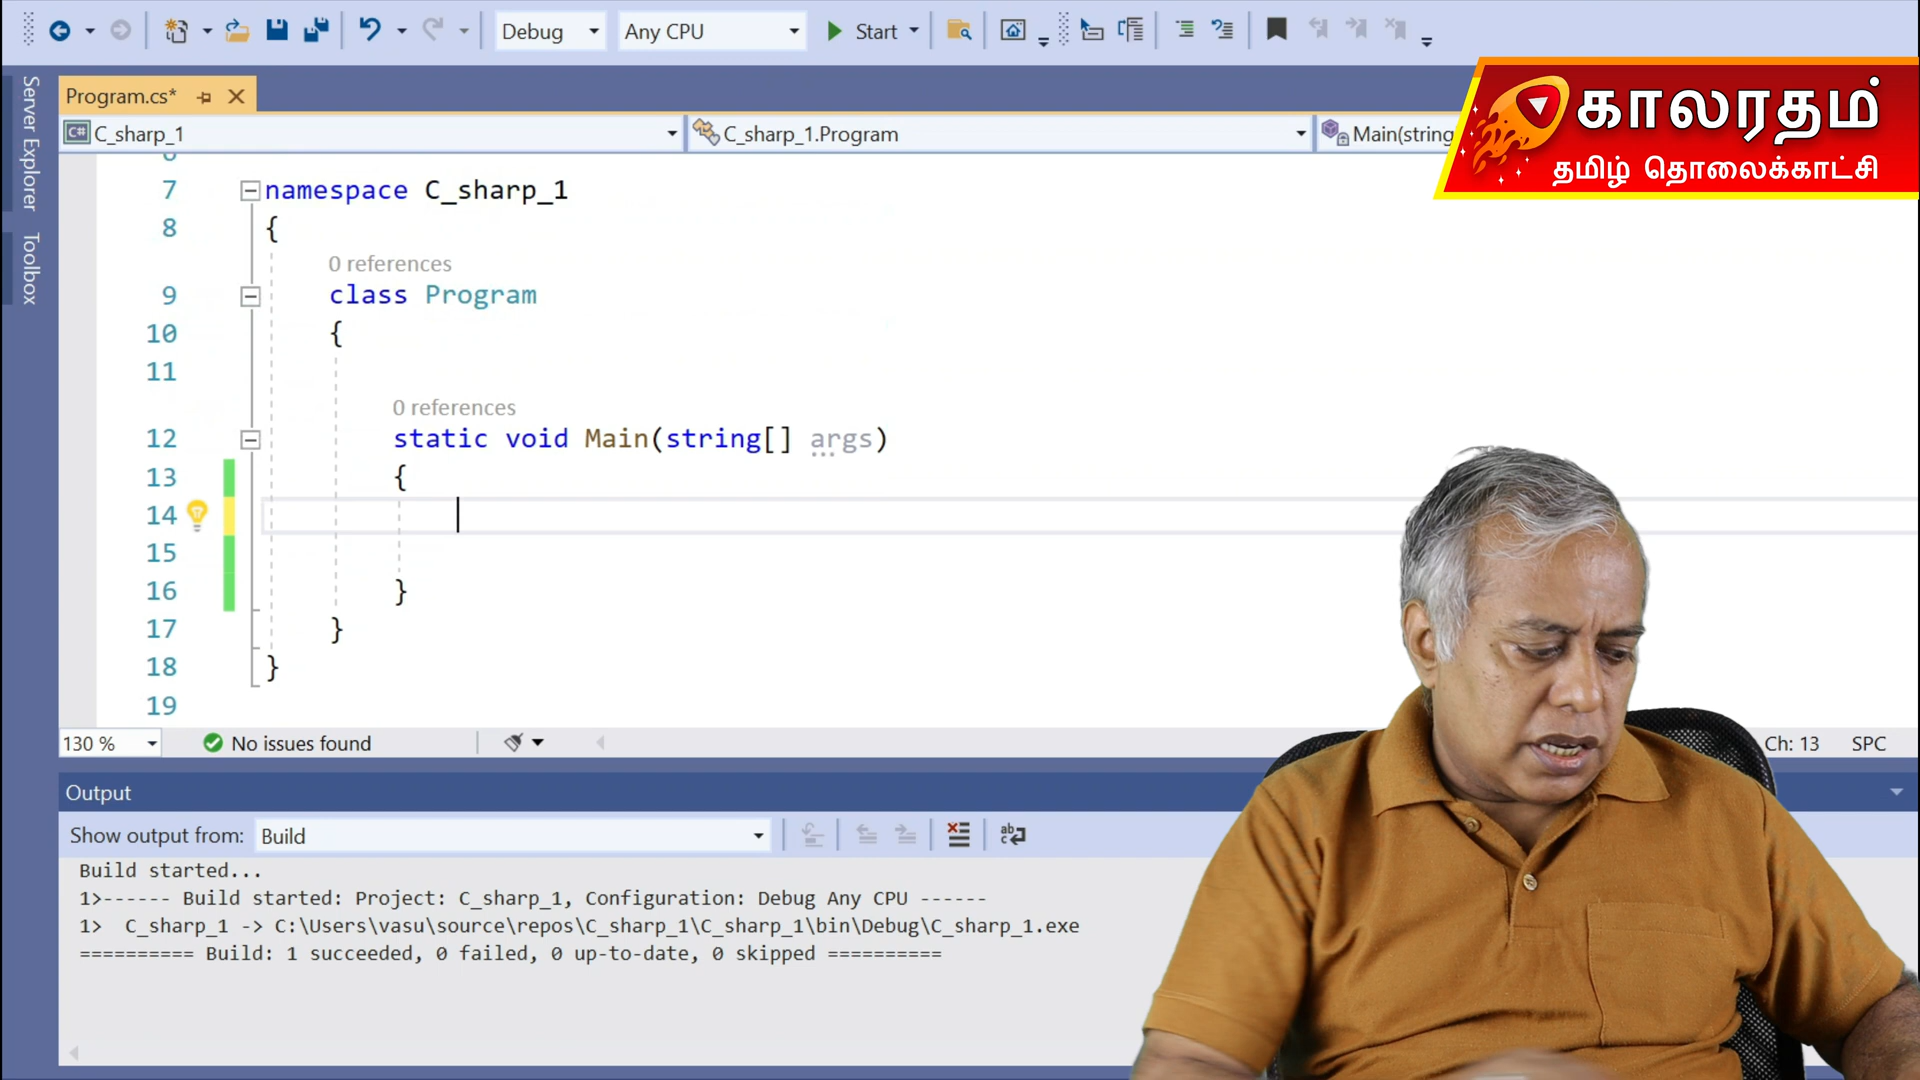 Debug
Any CPU
Start
Server Explorer
Toolbox
Program.cs*
C# C_sharp_1
C_sharp_1.Program
Main(string
காலரதம்
தமிழ் தொலைக்காட்சி
7 namespace C_sharp_1
8 {
0 references
9 class Program
10 {
11
0 references
12 static void Main(string[] args)
13 {
14
15
16 }
17 }
18 }
19
130 %
No issues found
Ch: 13
SPC
Output
Show output from: Build
Build started...
1>------ Build started: Project: C_sharp_1, Configuration: Debug Any CPU ------
1>  C_sharp_1 -> C:\Users\vasu\source\repos\C_sharp_1\C_sharp_1\bin\Debug\C_sharp_1.exe
========== Build: 1 succeeded, 0 failed, 0 up-to-date, 0 skipped ==========